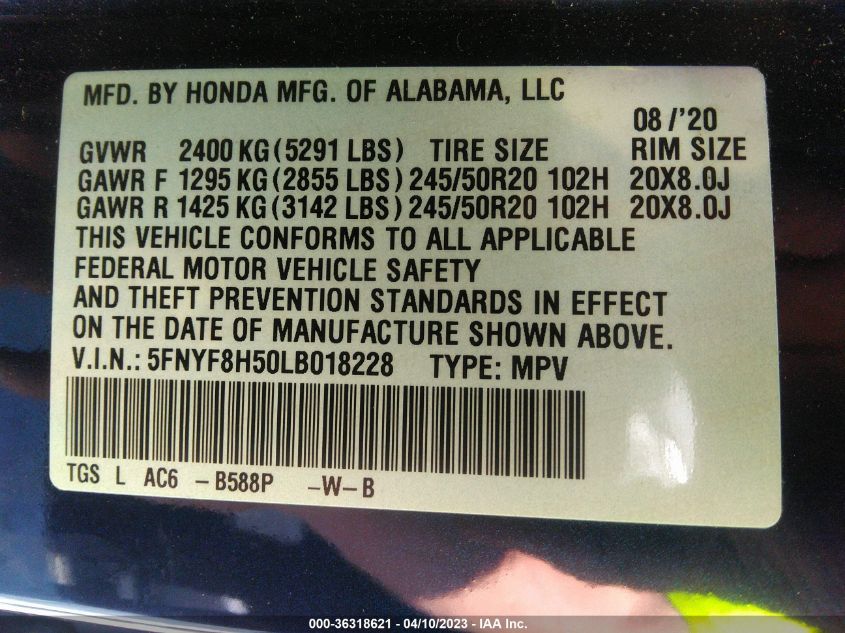 MFD. BY HONDA MFG. OF ALABAMA, LLC
08 /'20
GVWR 2400 KG (5291 LBS) TIRE SIZE RIM SIZE
GAWR F 1295 KG (2855 LBS) 245/50R20 102H 20X8.0J
GAWR R 1425 KG (3142 LBS) 245/50R20 102H 20X8.0J
THIS VEHICLE CONFORMS TO ALL APPLICABLE
FEDERAL MOTOR VEHICLE SAFETY
AND THEFT PREVENTION STANDARDS IN EFFECT
ON THE DATE OF MANUFACTURE SHOWN ABOVE.
V.I.N.: 5FNYF8H50LB018228 TYPE: MPV
TGS L AC6 -B588P -W-B
000-36318621 - 04/10/2023 - IAA Inc.